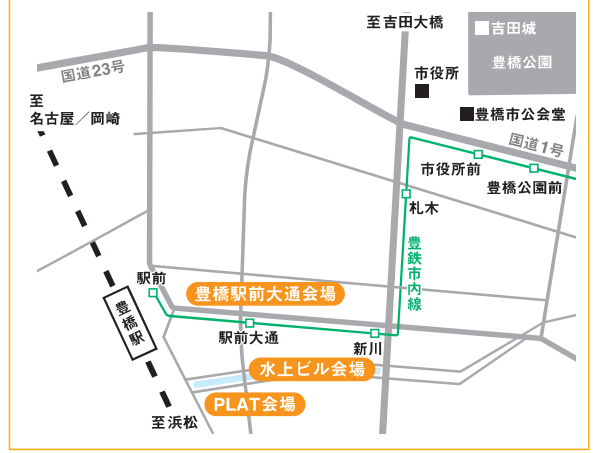 至吉田大橋
吉田城
豊橋公園
国道23号
市役所
至
名古屋／岡崎
豊橋市公会堂
国道1号
市役所前
豊橋公園前
札木
豊鉄市内線
駅前
豊橋駅前大通会場
豊橋駅
駅前大通
新川
水上ビル会場
PLAT会場
至浜松